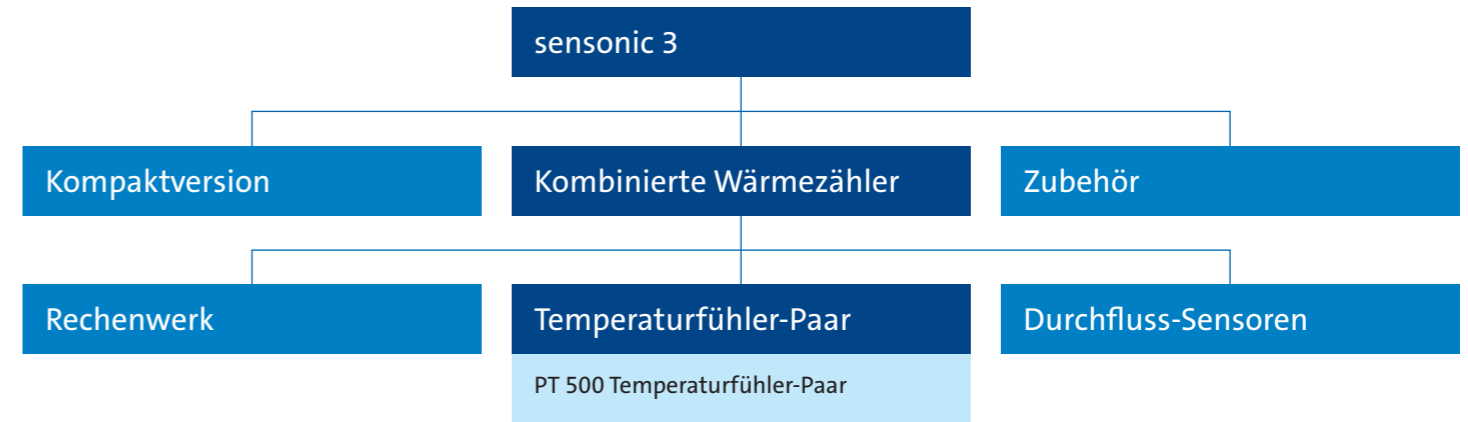 sensonic 3
Kompaktversion
Kombinierte Wärmezähler
Zubehör
Rechenwerk
Temperaturfühler-Paar
Durchfluss-Sensoren
PT 500 Temperaturfühler-Paar